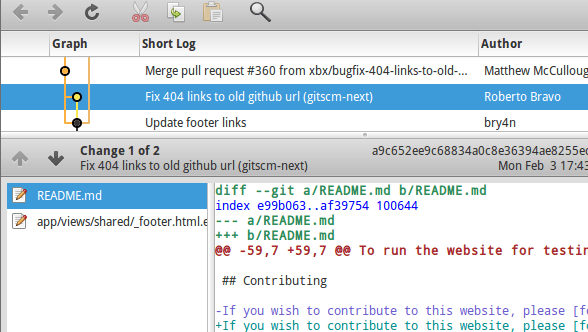 Graph Short Log Author
Merge pull request #360 from xbx/bugfix-404-links-to-old-... Matthew McCulloug
Fix 404 links to old github url (gitscm-next) Roberto Bravo
Update footer links bry4n
Change 1 of 2 a9c652ee9c68834a0c8e36394ae8255e
Fix 404 links to old github url (gitscm-next) Mon Feb 3 17:43
README.md
app/views/shared/_footer.html.e
diff --git a/README.md b/README.md
index e99b063..af39754 100644
--- a/README.md
+++ b/README.md
@@ -59,7 +59,7 @@ To run the website for testin
## Contributing
-If you wish to contribute to this website, please [fo
+If you wish to contribute to this website, please [fo